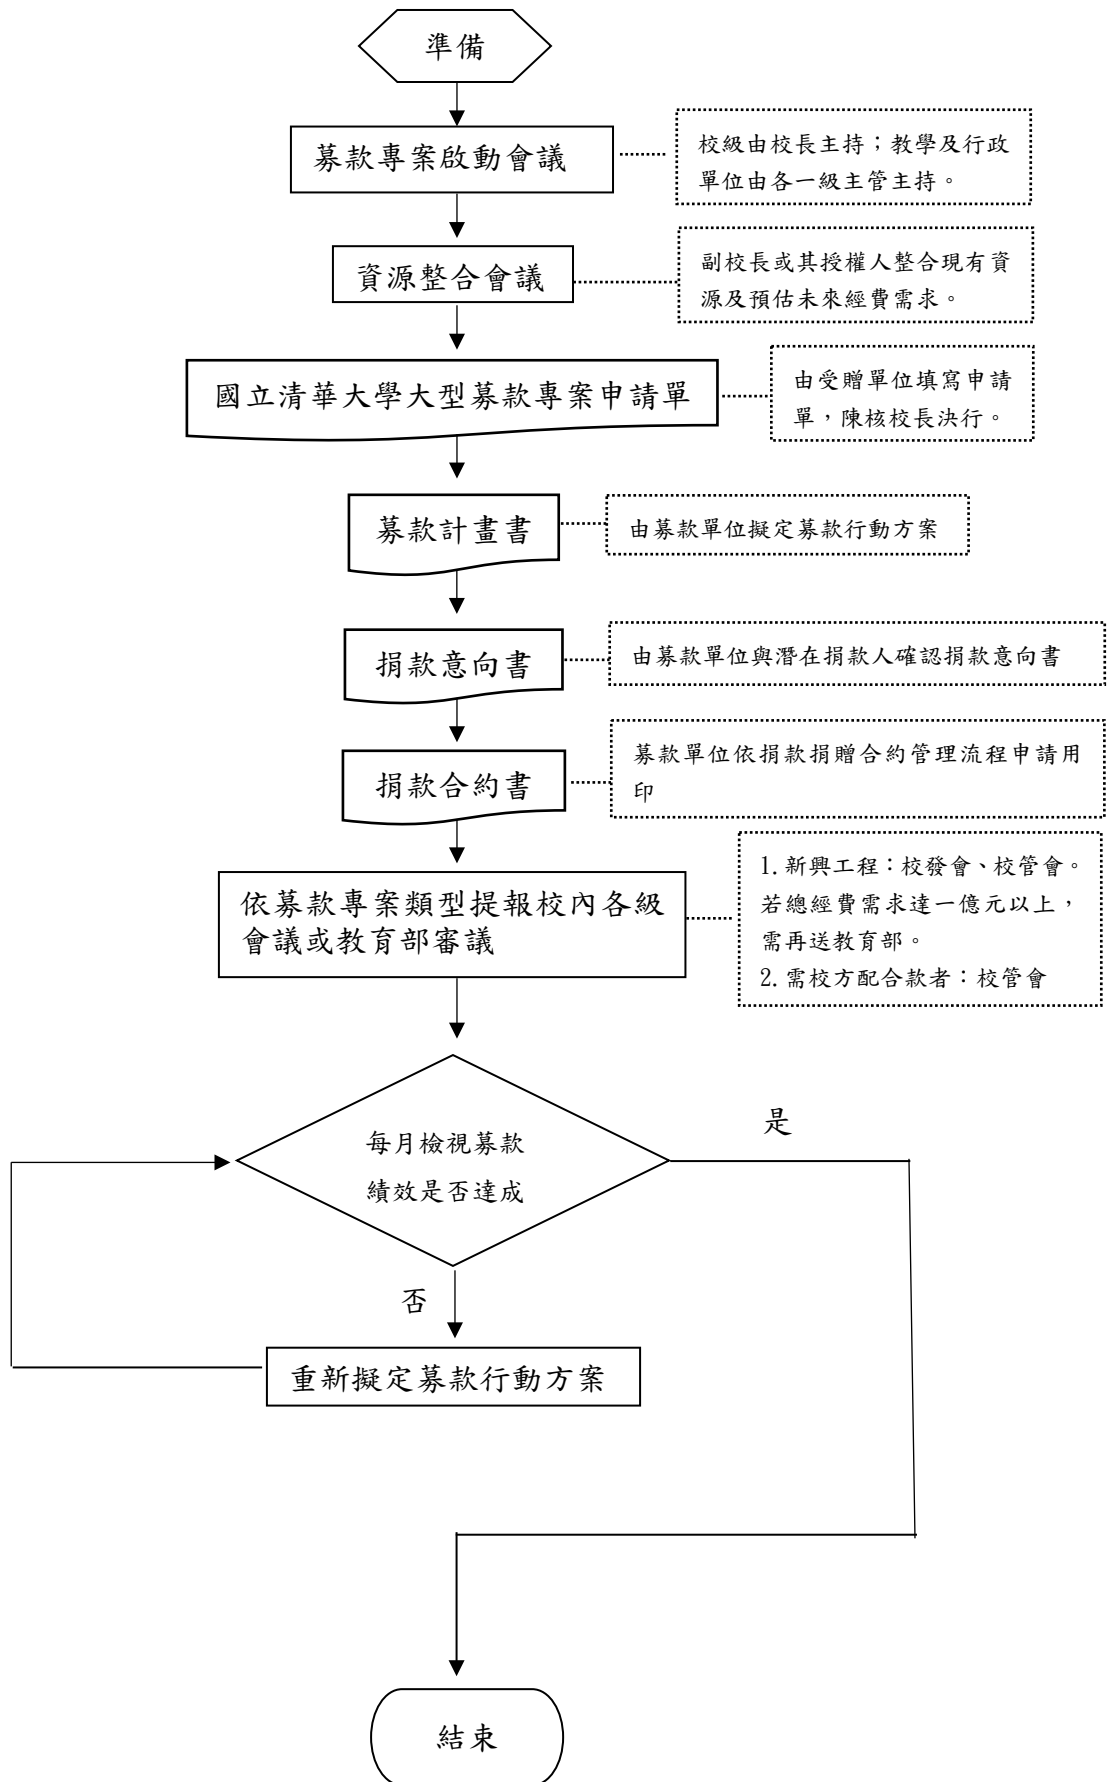 準備
募款專案啟動會議
校級由校長主持；教學及行政
單位由各一級主管主持。
資源整合會議
副校長或其授權人整合現有資
源及預估未來經費需求。
國立清華大學大型募款專案申請單
由受贈單位填寫申請
單，陳核校長決行。
募款計畫書
由募款單位擬定募款行動方案
捐款意向書
由募款單位與潛在捐款人確認捐款意向書
捐款合約書
募款單位依捐款捐贈合約管理流程申請用
印
依募款專案類型提報校內各級
會議或教育部審議
1. 新興工程：校發會、校管會。
若總經費需求達一億元以上，
需再送教育部。
2. 需校方配合款者：校管會
每月檢視募款
績效是否達成
是
否
重新擬定募款行動方案
結束